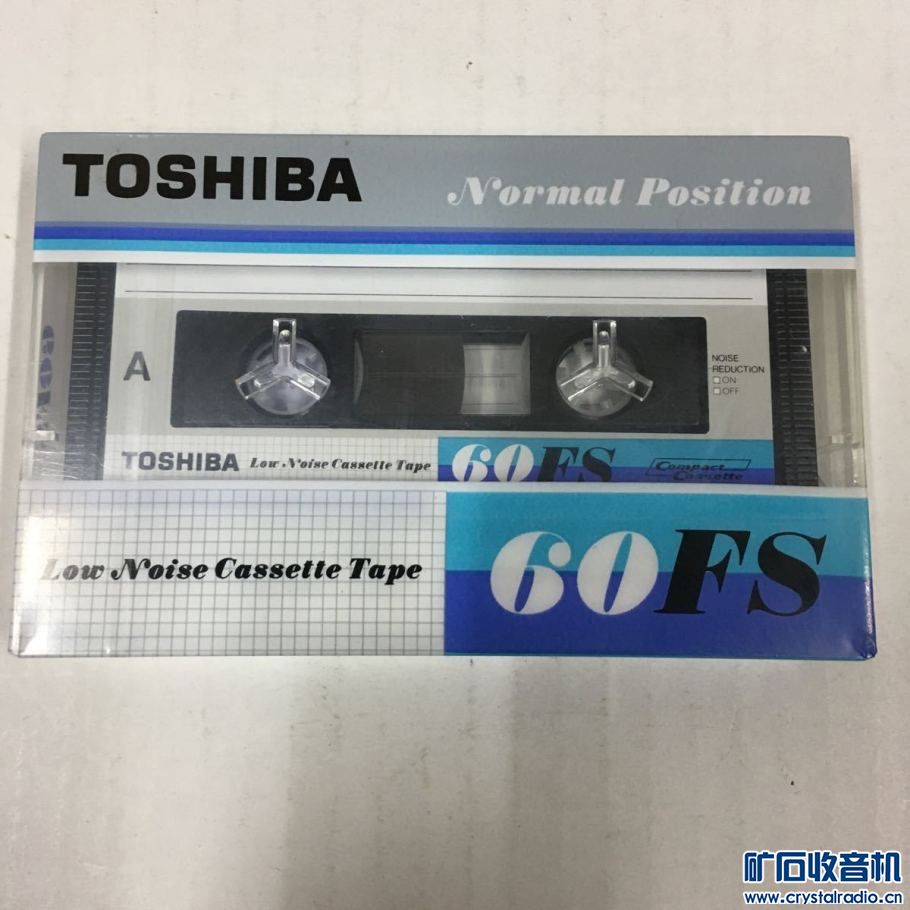 TOSHIBA Normal Position
A
NOISE
REDUCTION
ON
OFF
TOSHIBA Low Noise Cassette Tape 60FS Compact Cassette
Low Noise Cassette Tape 60FS
矿石收音机
www.crystalradio.cn